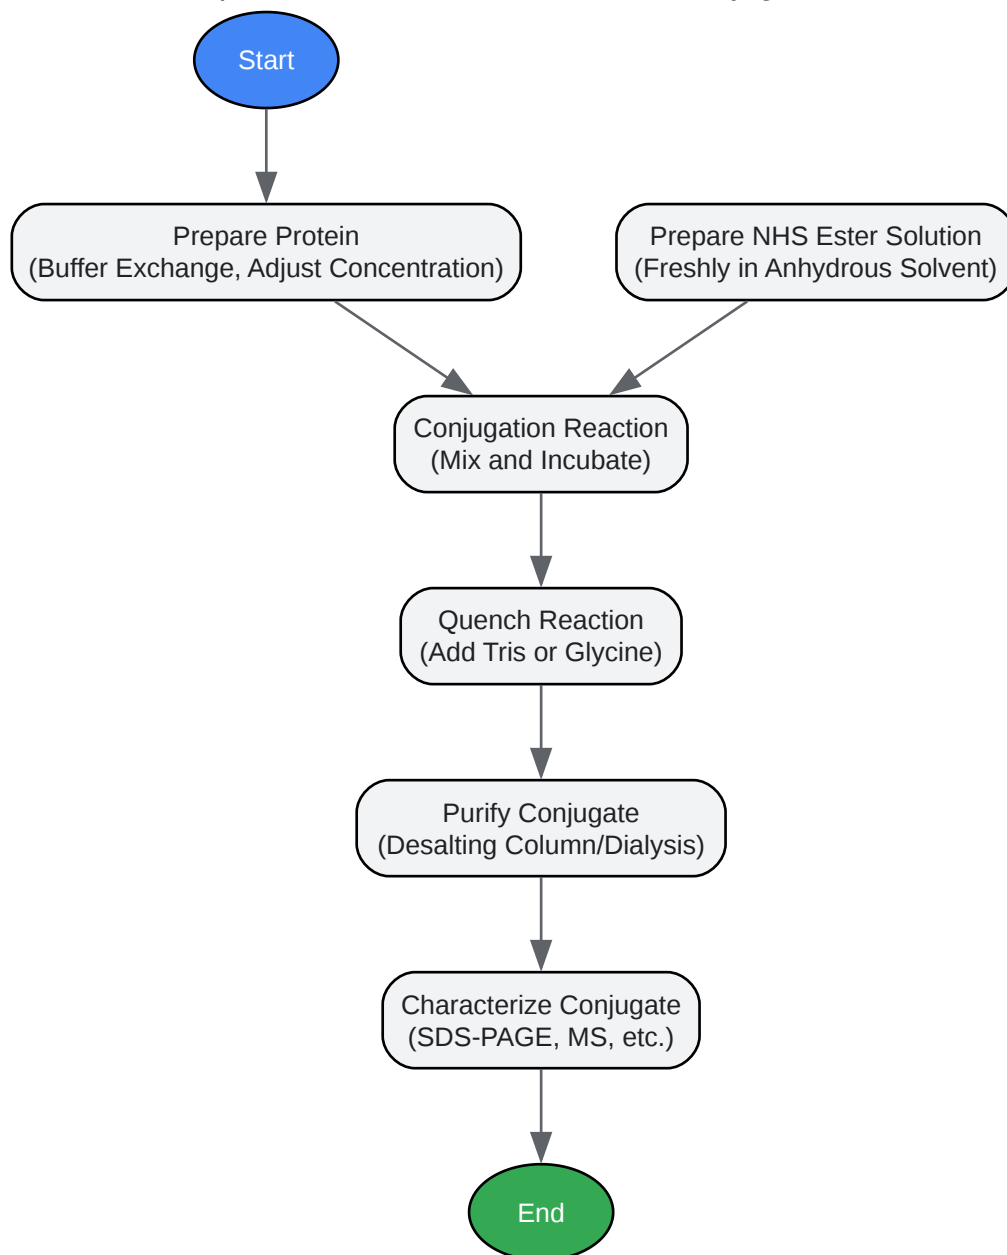 Start
Prepare Protein
(Buffer Exchange, Adjust Concentration)
Prepare NHS Ester Solution
(Freshly in Anhydrous Solvent)
Conjugation Reaction
(Mix and Incubate)
Quench Reaction
(Add Tris or Glycine)
Purify Conjugate
(Desalting Column/Dialysis)
Characterize Conjugate
(SDS-PAGE, MS, etc.)
End